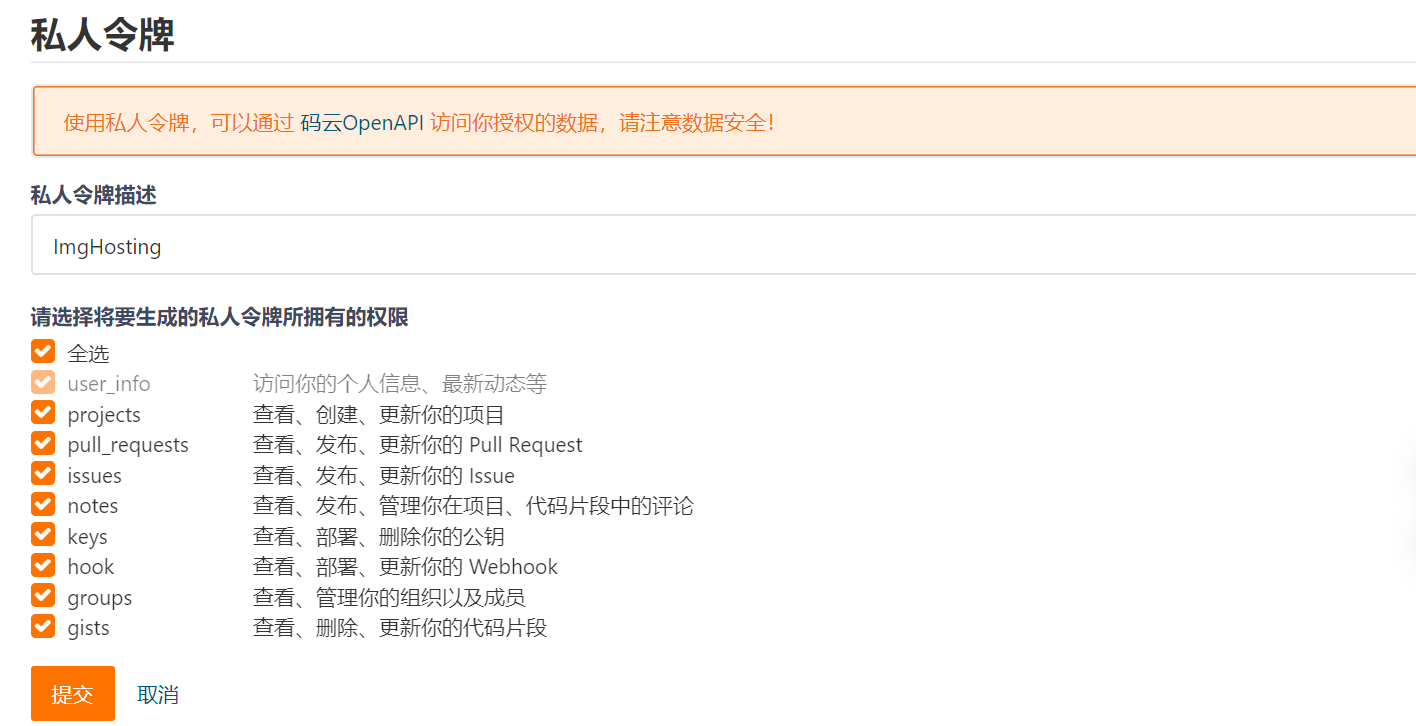 私人令牌
使用私人令牌，可以通过 码云OpenAPI 访问你授权的数据，请注意数据安全！
私人令牌描述
ImgHosting
请选择将要生成的私人令牌所拥有的权限
全选
user_info 访问你的个人信息、最新动态等
projects 查看、创建、更新你的项目
pull_requests 查看、发布、更新你的 Pull Request
issues 查看、发布、更新你的 Issue
notes 查看、发布、管理你在项目、代码片段中的评论
keys 查看、部署、删除你的公钥
hook 查看、部署、更新你的 Webhook
groups 查看、管理你的组织以及成员
gists 查看、删除、更新你的代码片段
提交 取消